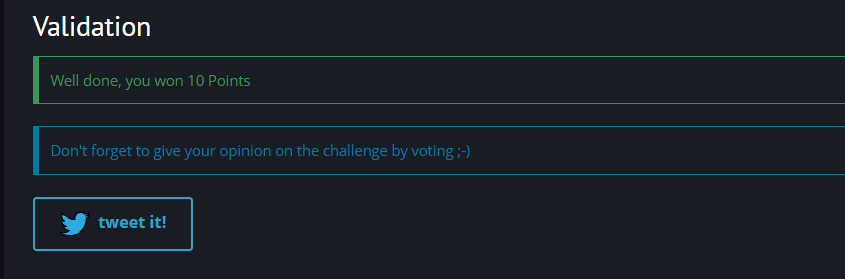 Validation
Well done, you won 10 Points
Don't forget to give your opinion on the challenge by voting ;-)
tweet it!